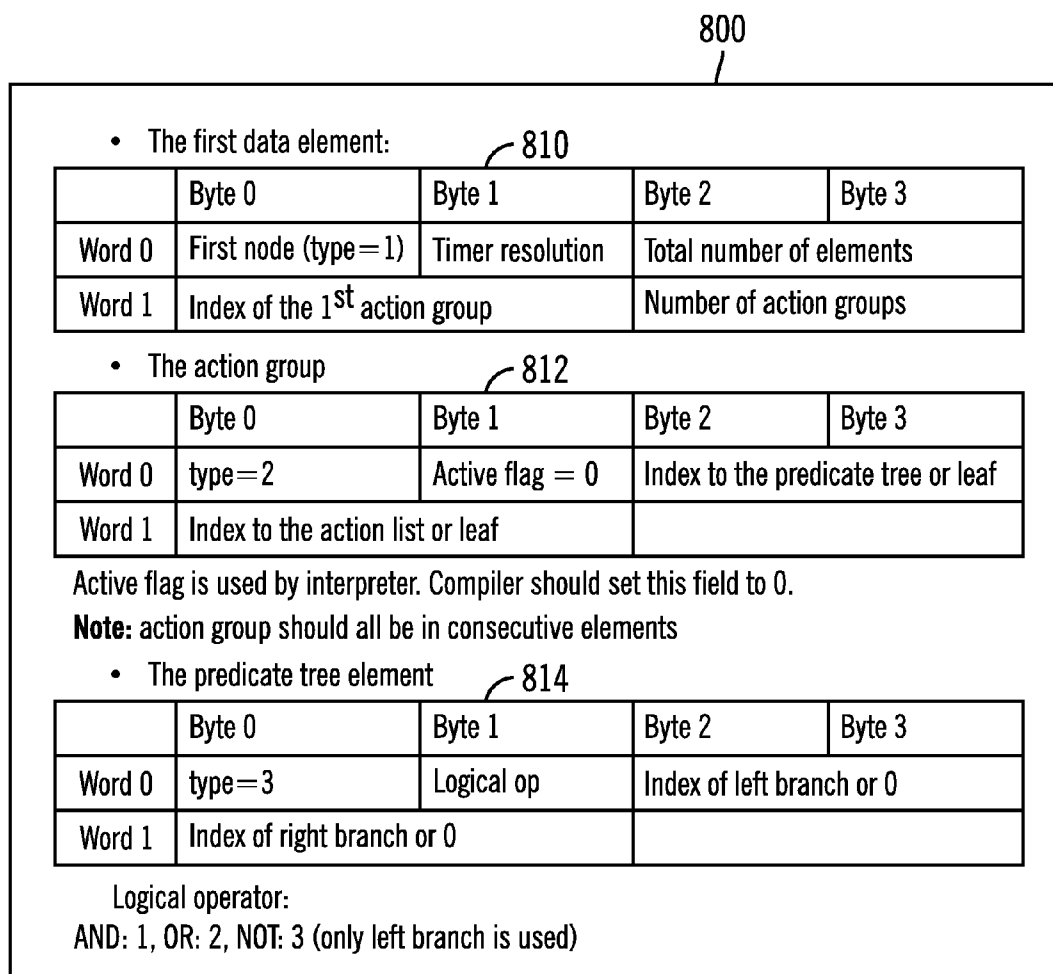 800
• The first data element:
810
Byte 0 Byte 1 Byte 2 Byte 3
Word 0 First node (type=1) Timer resolution Total number of elements
Word 1 Index of the 1st action group Number of action groups
• The action group
812
Byte 0 Byte 1 Byte 2 Byte 3
Word 0 type=2 Active flag = 0 Index to the predicate tree or leaf
Word 1 Index to the action list or leaf
Active flag is used by interpreter. Compiler should set this field to 0.
Note: action group should all be in consecutive elements
• The predicate tree element
814
Byte 0 Byte 1 Byte 2 Byte 3
Word 0 type=3 Logical op Index of left branch or 0
Word 1 Index of right branch or 0
Logical operator:
AND: 1, OR: 2, NOT: 3 (only left branch is used)